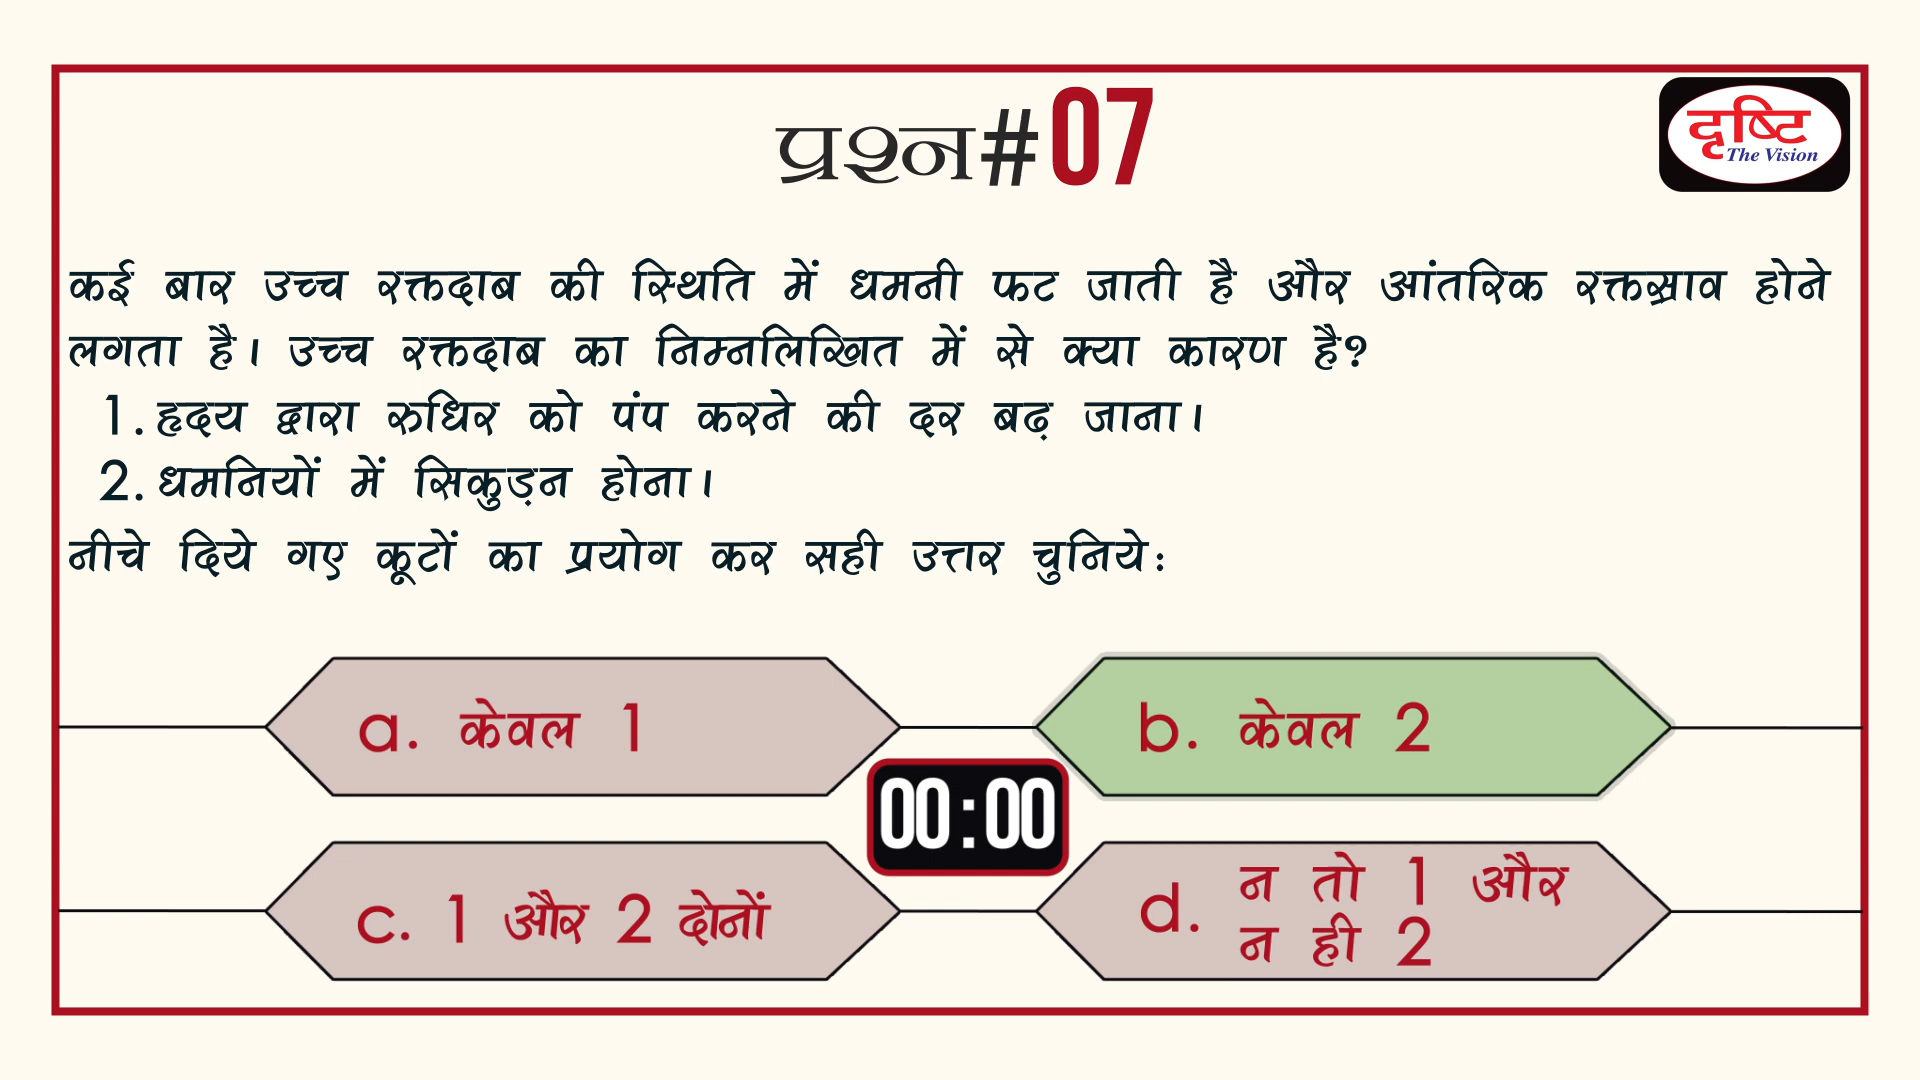 प्रश्न#07
दृष्टि
The Vision
कई बार उच्च रक्तदाब की स्थिति में धमनी फट जाती है और आंतरिक रक्तस्राव होने
लगता है। उच्च रक्तदाब का निम्नलिखित में से क्या कारण है?
1. हृदय द्वारा रुधिर को पंप करने की दर बढ़ जाना।
2. धमनियों में सिकुड़न होना।
नीचे दिये गए कूटों का प्रयोग कर सही उत्तर चुनिये:
a. केवल 1
b. केवल 2
00:00
c. 1 और 2 दोनों
d. न तो 1 और
न ही 2